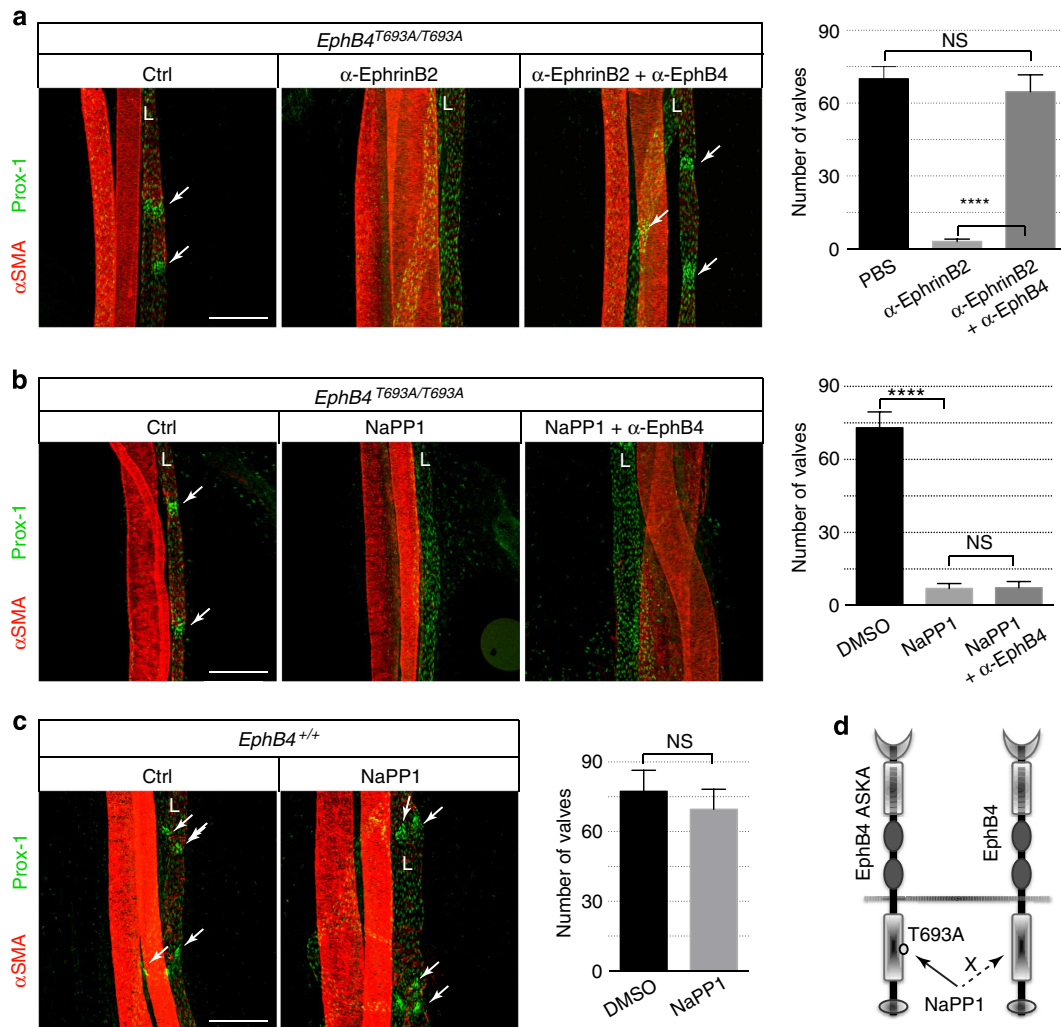 a
EphB4T693A/T693A
Ctrl
α-EphrinB2
α-EphrinB2 + α-EphB4
αSMA Prox-1
L
L
L
90
60
30
0
Number of valves
NS
****
PBS
α-EphrinB2
α-EphrinB2
+ α-EphB4
b
EphB4T693A/T693A
Ctrl
NaPP1
NaPP1 + α-EphB4
αSMA Prox-1
L
L
L
90
60
30
0
Number of valves
****
NS
DMSO
NaPP1
NaPP1
+ α-EphB4
c
EphB4+/+
Ctrl
NaPP1
αSMA Prox-1
L
L
90
60
30
0
Number of valves
NS
DMSO
NaPP1
d
EphB4 ASKA
EphB4
T693A
X
NaPP1